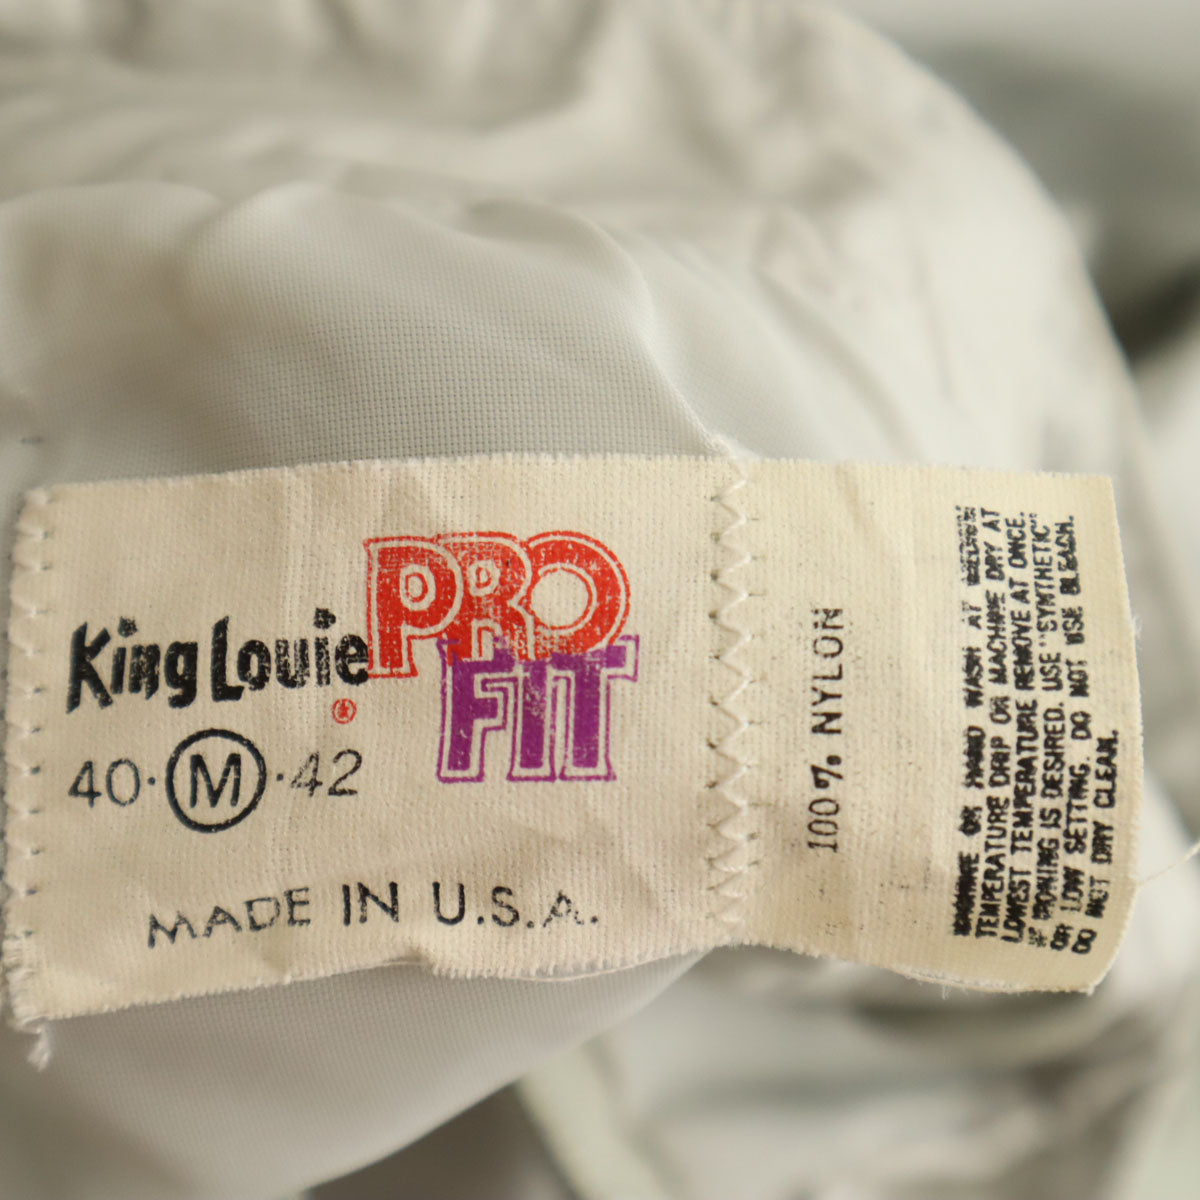 King Louie
®
PRO
FIT
40·M·42
MADE IN U.S.A.
100% NYLON
MACHINE OR HAND WASH AT MEDIUM
TEMPERATURE DRIP OR MACHINE DRY AT
LOWEST TEMPERATURE REMOVE AT ONCE.
IF IRONING IS DESIRED. USE "SYNTHETIC"
OR LOW SETTING. DO NOT USE BLEACH.
DO NOT DRY CLEAN.